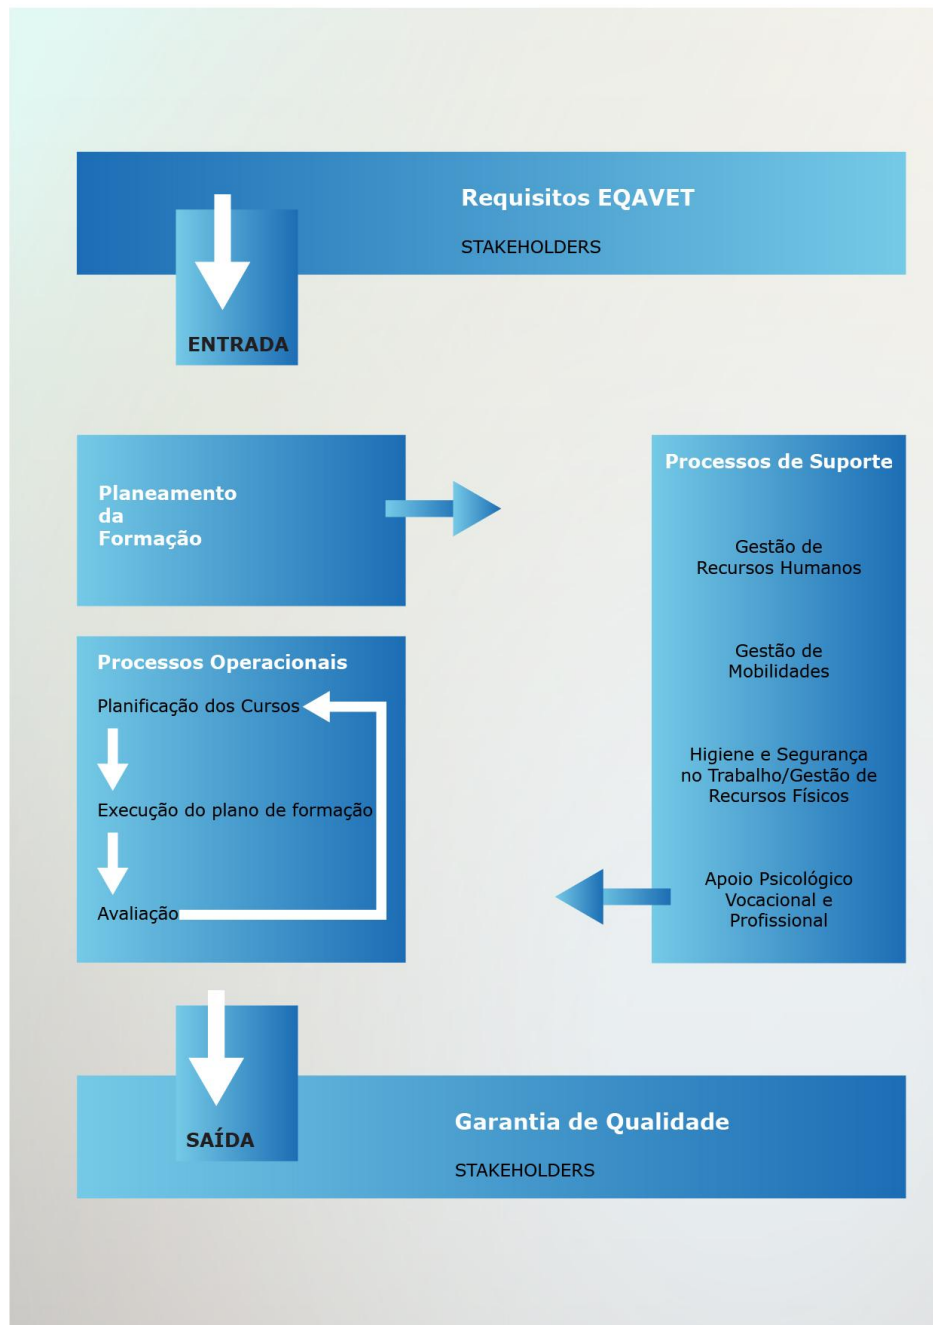 Requisitos EQAVET
STAKEHOLDERS
ENTRADA
Planeamento
da
Formação
Processos Operacionais
Planificação dos Cursos
Execução do plano de formação
Avaliação
Processos de Suporte
Gestão de
Recursos Humanos
Gestão de
Mobilidades
Higiene e Segurança
no Trabalho/Gestão de
Recursos Físicos
Apoio Psicológico
Vocacional e
Profissional
SAÍDA
Garantia de Qualidade
STAKEHOLDERS